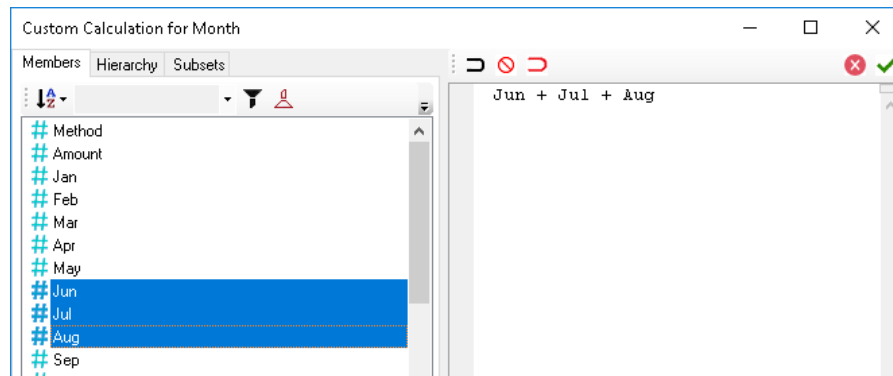 Custom Calculation for Month
Members Hierarchy Subsets
Jun + Jul + Aug
Method
Amount
Jan
Feb
Mar
Apr
May
Jun
Jul
Aug
Sep